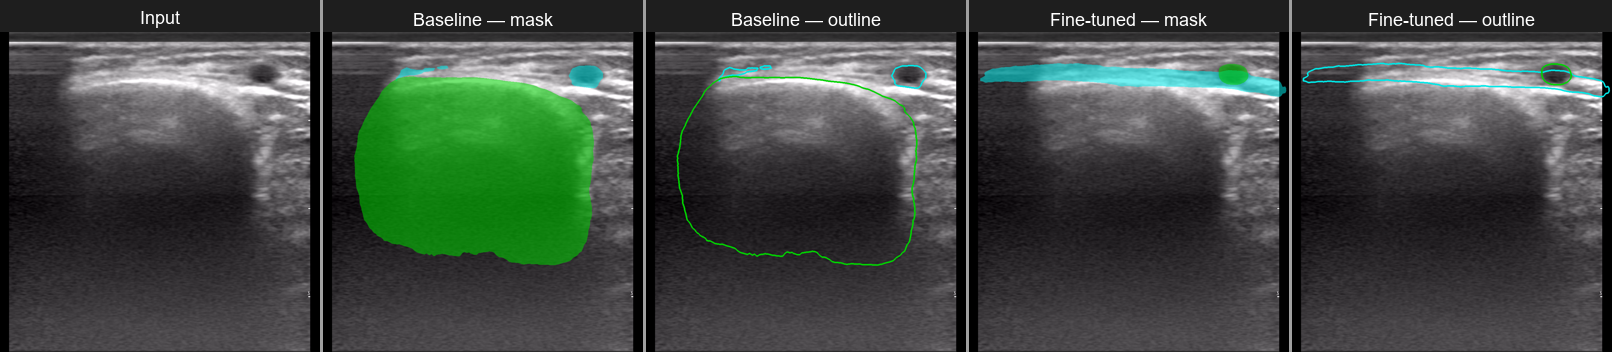 Input
Baseline — mask
Baseline — outline
Fine-tuned — mask
Fine-tuned — outline